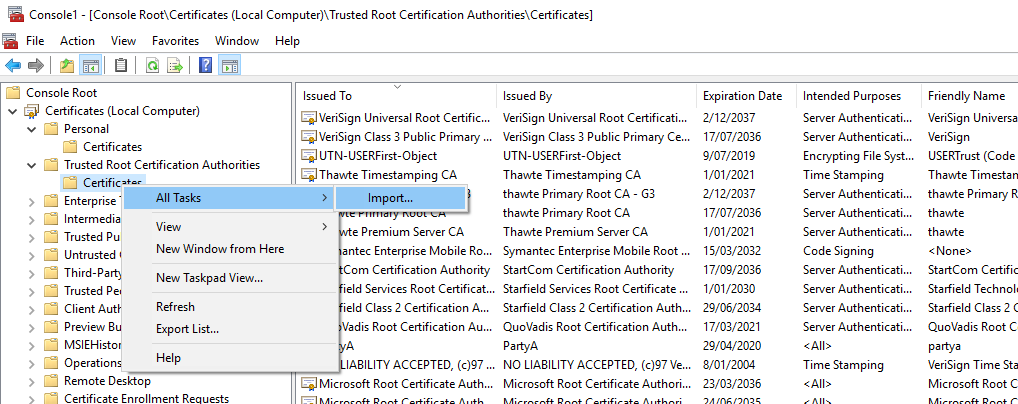 Console1 - [Console Root\Certificates (Local Computer)\Trusted Root Certification Authorities\Certificates]
File Action View Favorites Window Help
Console Root
Certificates (Local Computer)
Personal
Certificates
Trusted Root Certification Authorities
Certificates
Enterprise
Intermedia
Trusted Pu
Untrusted
Third-Party
Trusted Pe
Client Auth
Preview Bu
MSIEHistor
Operations
Remote Desktop
Certificate Enrollment Requests
All Tasks
View
New Window from Here
New Taskpad View...
Refresh
Export List...
Help
Import...
Issued To Issued By Expiration Date Intended Purposes Friendly Name
VeriSign Universal Root Certific... VeriSign Universal Root Certificati... 2/12/2037 Server Authenticati... VeriSign Universal
VeriSign Class 3 Public Primary ... VeriSign Class 3 Public Primary Ce... 17/07/2036 Server Authenticati... VeriSign
UTN-USERFirst-Object UTN-USERFirst-Object 9/07/2019 Encrypting File Syst... USERTrust (Code
Thawte Timestamping CA Thawte Timestamping CA 1/01/2021 Time Stamping Thawte Timestam
3 thawte Primary Root CA - G3 2/12/2037 Server Authenticati... thawte Primary R
thawte Primary Root CA 17/07/2036 Server Authenticati... thawte
Thawte Premium Server CA 1/01/2021 Server Authenticati... thawte
Symantec Enterprise Mobile Ro... Symantec Enterprise Mobile Root ... 15/03/2032 Code Signing <None>
StartCom Certification Authority StartCom Certification Authority 17/09/2036 Server Authenticati... StartCom Certific
Starfield Services Root Certificat... Starfield Services Root Certificate ... 1/01/2030 Server Authenticati... Starfield Technolo
Starfield Class 2 Certification A... Starfield Class 2 Certification Auth... 29/06/2034 Server Authenticati... Starfield Class 2 C
QuoVadis Root Certification Au... QuoVadis Root Certification Autho... 17/03/2021 Server Authenticati... QuoVadis Root Ce
PartyA PartyA 29/04/2020 <All> partya
NO LIABILITY ACCEPTED, (c)97 ... NO LIABILITY ACCEPTED, (c)97 Ve... 8/01/2004 Time Stamping VeriSign Time Sta
Microsoft Root Certificate Auth... Microsoft Root Certificate Authori... 23/03/2036 <All> Microsoft Root Ce
Microsoft Root Certificate Auth... Microsoft Root Certificate Authori... 24/06/2035 <All> Microsoft Root Ce